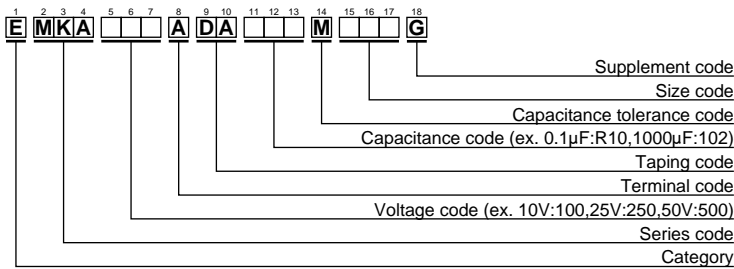 1 2 3 4 5 6 7 8 9 10 11 12 13 14 15 16 17 18
E M K A A D A M G
Supplement code
Size code
Capacitance tolerance code
Capacitance code (ex. 0.1μF:R10,1000μF:102)
Taping code
Terminal code
Voltage code (ex. 10V:100,25V:250,50V:500)
Series code
Category